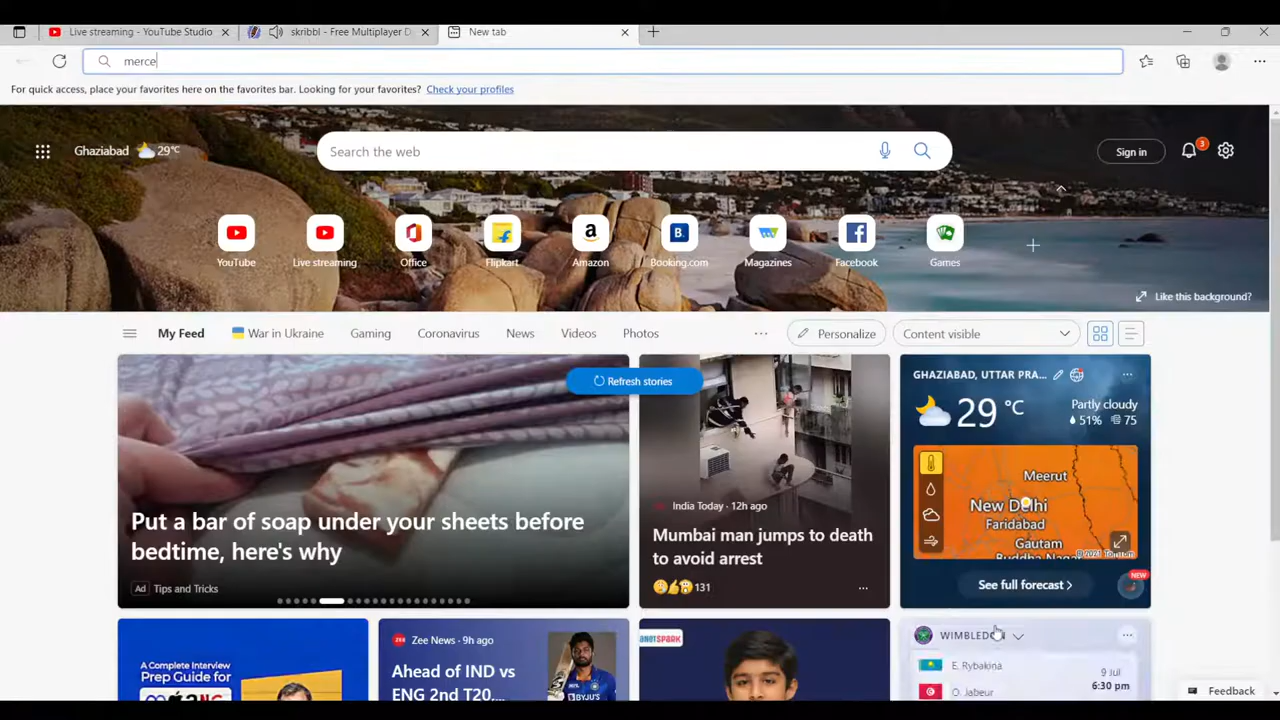 Live streaming - YouTube Studio
skribbl - Free Multiplayer D
New tab
merce
For quick access, place your favorites here on the favorites bar. Looking for your favorites? Check your profiles
Ghaziabad 29°C
Search the web
Sign in
3
YouTube
Live streaming
Office
Flipkart
Amazon
Booking.com
Magazines
Facebook
Games
Like this background?
My Feed
War in Ukraine
Gaming
Coronavirus
News
Videos
Photos
Personalize
Content visible
Refresh stories
Put a bar of soap under your sheets before
bedtime, here's why
Ad Tips and Tricks
India Today · 12h ago
Mumbai man jumps to death
to avoid arrest
131
GHAZIABAD, UTTAR PRA...
29 °C
Partly cloudy
51% 75
Meerut
New Delhi
Faridabad
Gautam
Buddha Nagar
See full forecast
NEW
A Complete Interview
Prep Guide for
Zee News · 9h ago
Ahead of IND vs
ENG 2nd T20,...
BYJU'S
WIMBLEDON
E. Rybakina
O. Jabeur
9 Jul
6:30 pm
Feedback